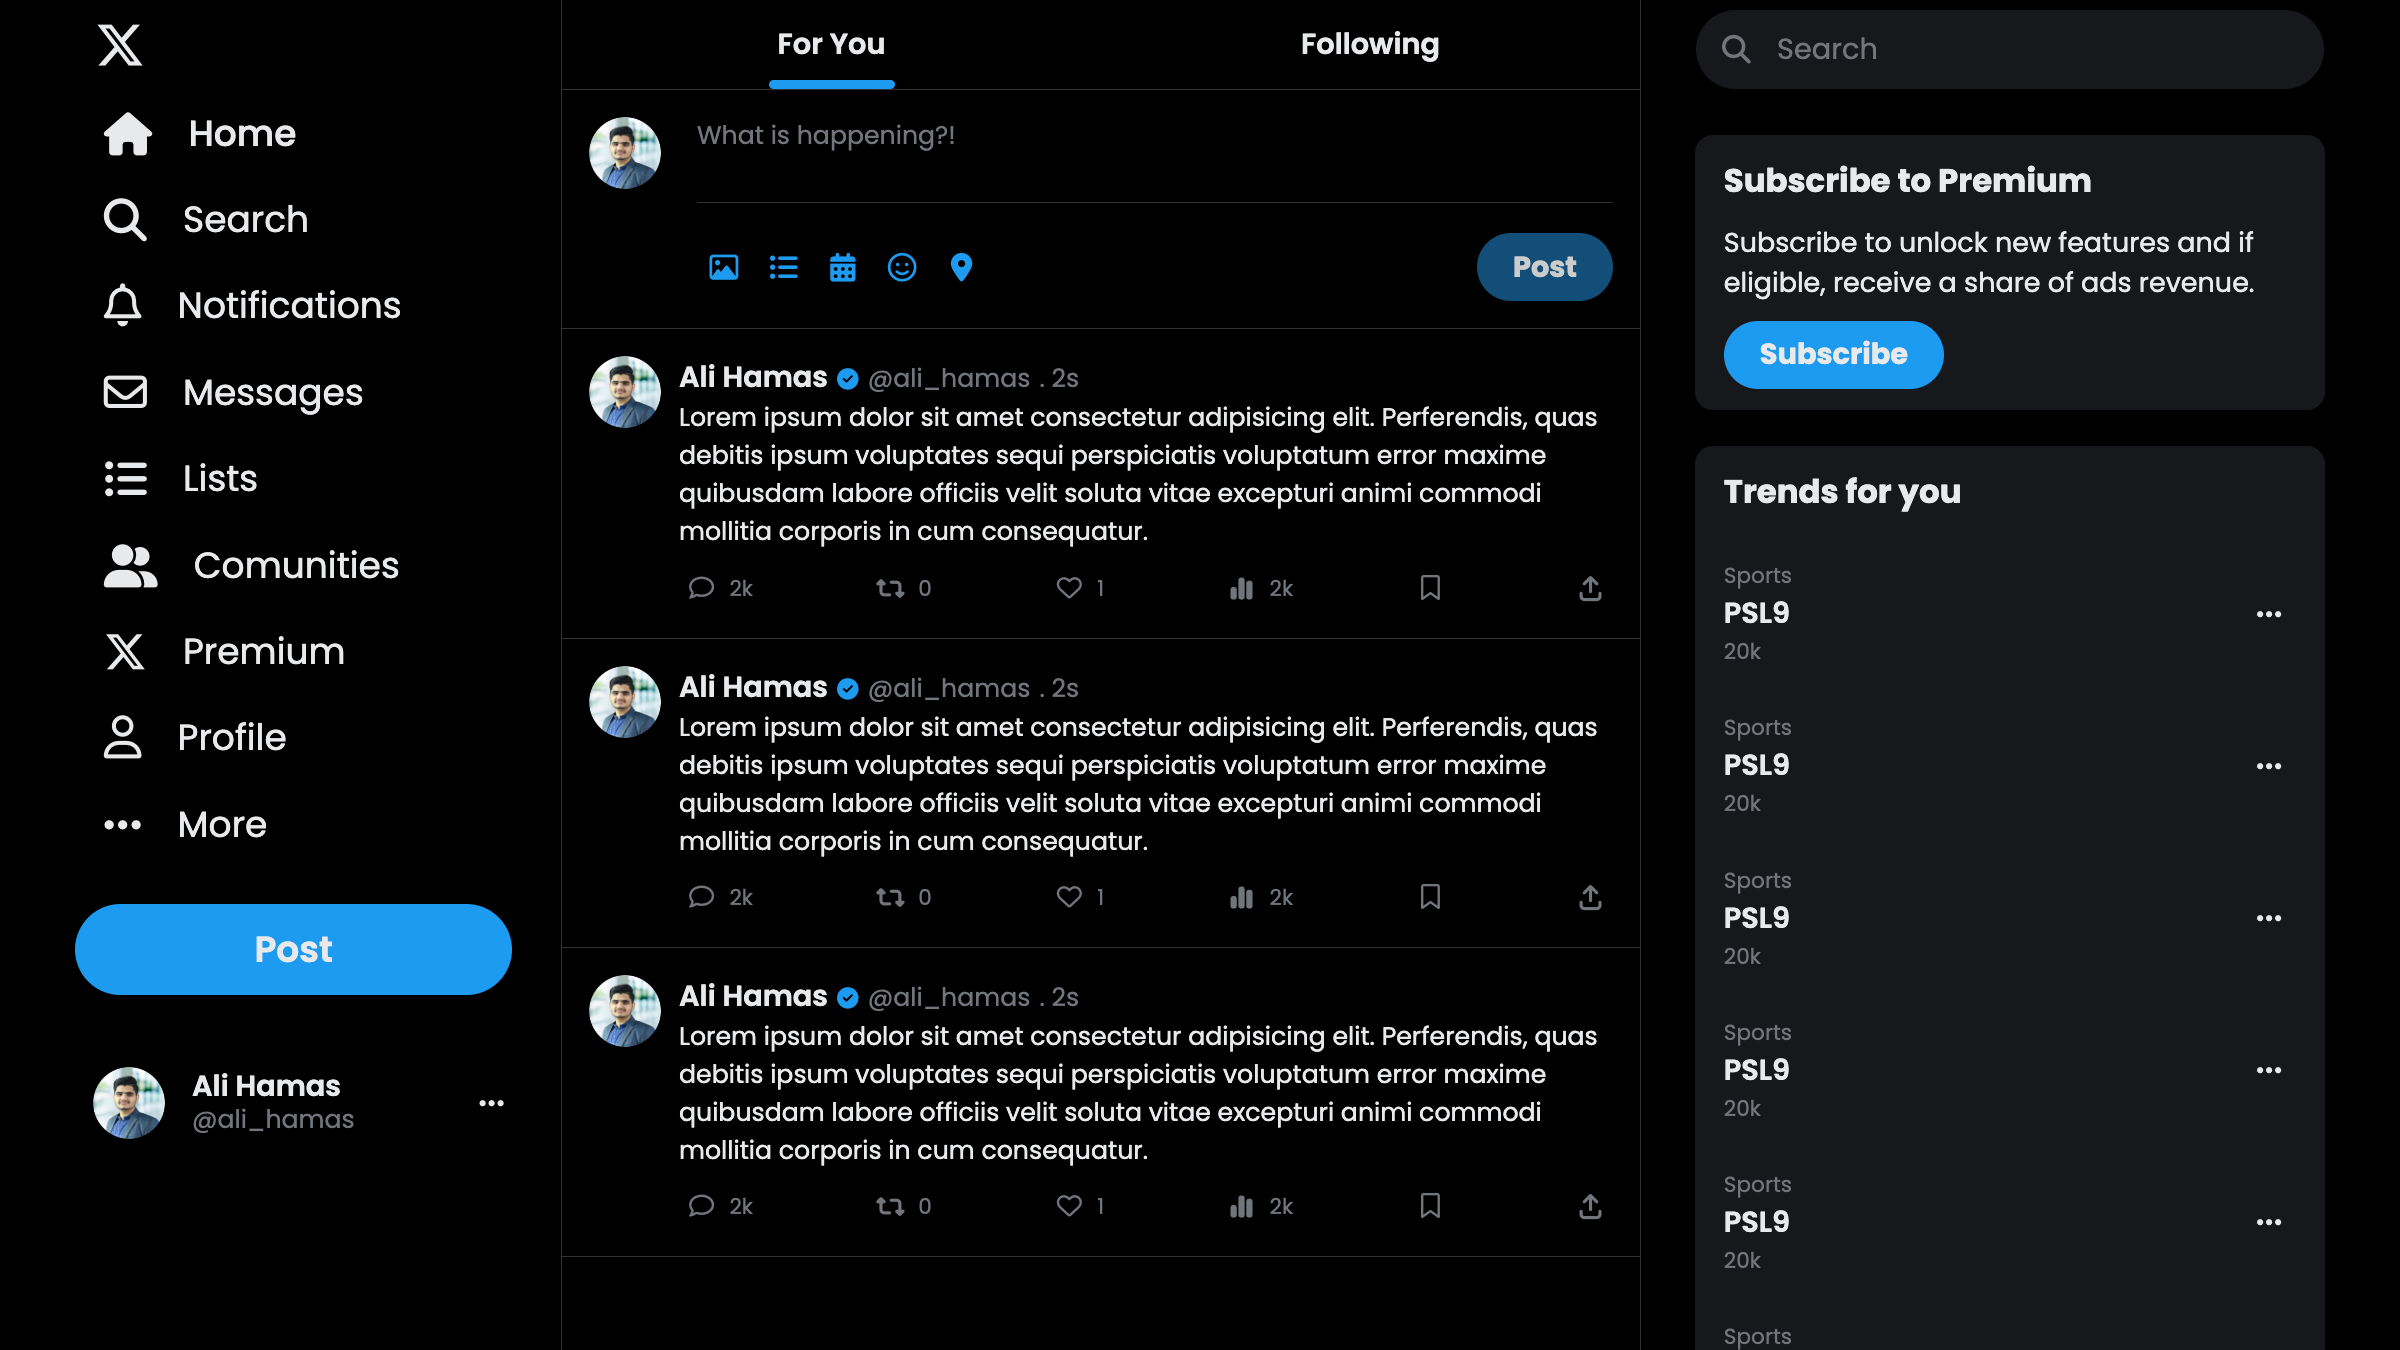 Home
Search
Notifications
Messages
Lists
Comunities
Premium
Profile
More
Post
Ali Hamas
@ali_hamas
For You
Following
What is happening?!
Post
Ali Hamas @ali_hamas . 2s
Lorem ipsum dolor sit amet consectetur adipisicing elit. Perferendis, quas
debitis ipsum voluptates sequi perspiciatis voluptatum error maxime
quibusdam labore officiis velit soluta vitae excepturi animi commodi
mollitia corporis in cum consequatur.
2k 0 1 2k
Ali Hamas @ali_hamas . 2s
Lorem ipsum dolor sit amet consectetur adipisicing elit. Perferendis, quas
debitis ipsum voluptates sequi perspiciatis voluptatum error maxime
quibusdam labore officiis velit soluta vitae excepturi animi commodi
mollitia corporis in cum consequatur.
2k 0 1 2k
Ali Hamas @ali_hamas . 2s
Lorem ipsum dolor sit amet consectetur adipisicing elit. Perferendis, quas
debitis ipsum voluptates sequi perspiciatis voluptatum error maxime
quibusdam labore officiis velit soluta vitae excepturi animi commodi
mollitia corporis in cum consequatur.
2k 0 1 2k
Search
Subscribe to Premium
Subscribe to unlock new features and if
eligible, receive a share of ads revenue.
Subscribe
Trends for you
Sports
PSL9
20k
Sports
PSL9
20k
Sports
PSL9
20k
Sports
PSL9
20k
Sports
PSL9
20k
Sports